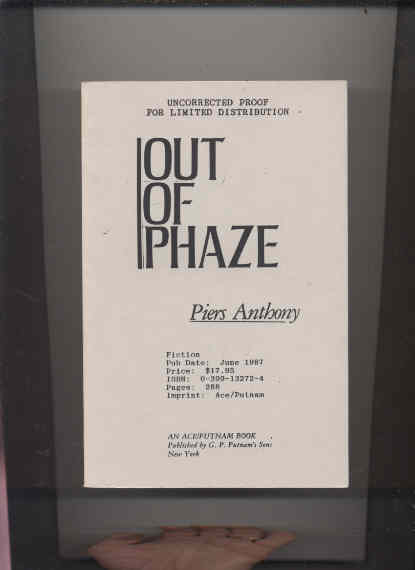 UNCORRECTED PROOF
FOR LIMITED DISTRIBUTION
OUT
OF
PHAZE
Piers Anthony
Fiction
Pub Date: June 1987
Price: $17.95
ISBN: 0-399-13272-4
Pages: 288
Imprint: Ace/Putnam
AN ACE/PUTNAM BOOK
Published by G. P. Putnam's Sons
New York